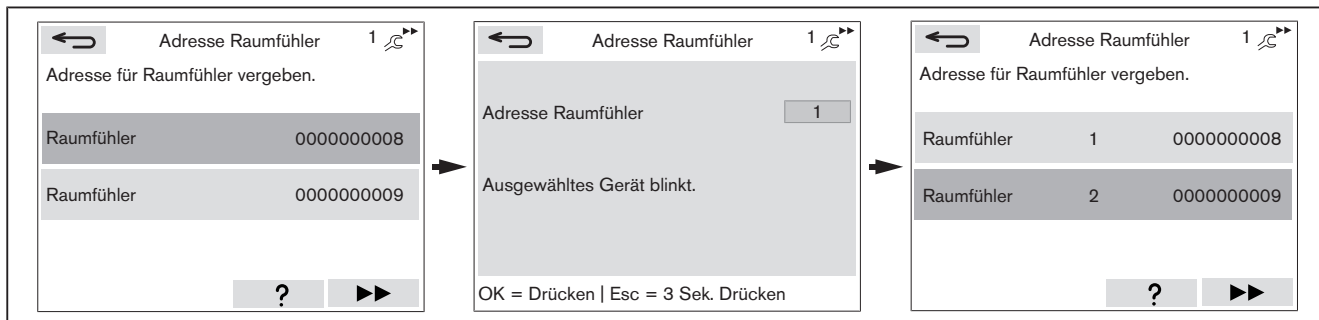 Adresse Raumfühler 1
Adresse für Raumfühler vergeben.
Raumfühler 0000000008
Raumfühler 0000000009
?
Adresse Raumfühler 1
Adresse Raumfühler 1
Ausgewähltes Gerät blinkt.
OK = Drücken | Esc = 3 Sek. Drücken
Adresse Raumfühler 1
Adresse für Raumfühler vergeben.
Raumfühler 1 0000000008
Raumfühler 2 0000000009
?